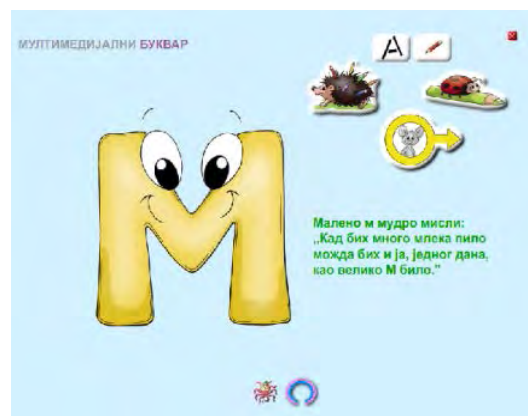 МУЛТИМЕДИЈАЛНИ БУКВАР
А
М
Малено м мудро мисли:
„Кад бих много млека пило
можда бих и ја, једног дана,
као велико М било.”